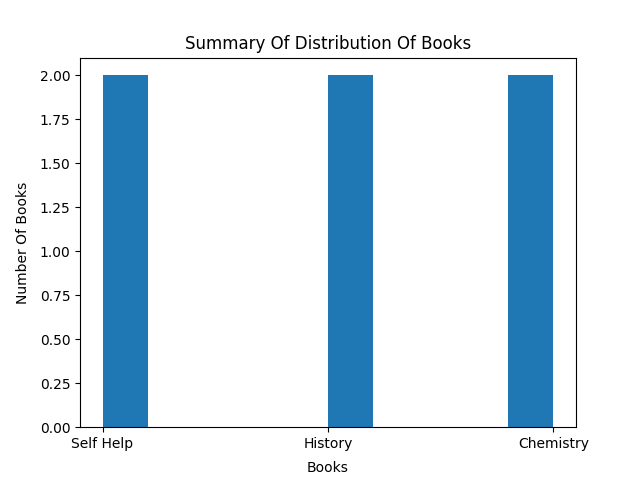 Summary Of Distribution Of Books
Number Of Books
2.00
1.75
1.50
1.25
1.00
0.75
0.50
0.25
0.00
Self Help History Chemistry
Books